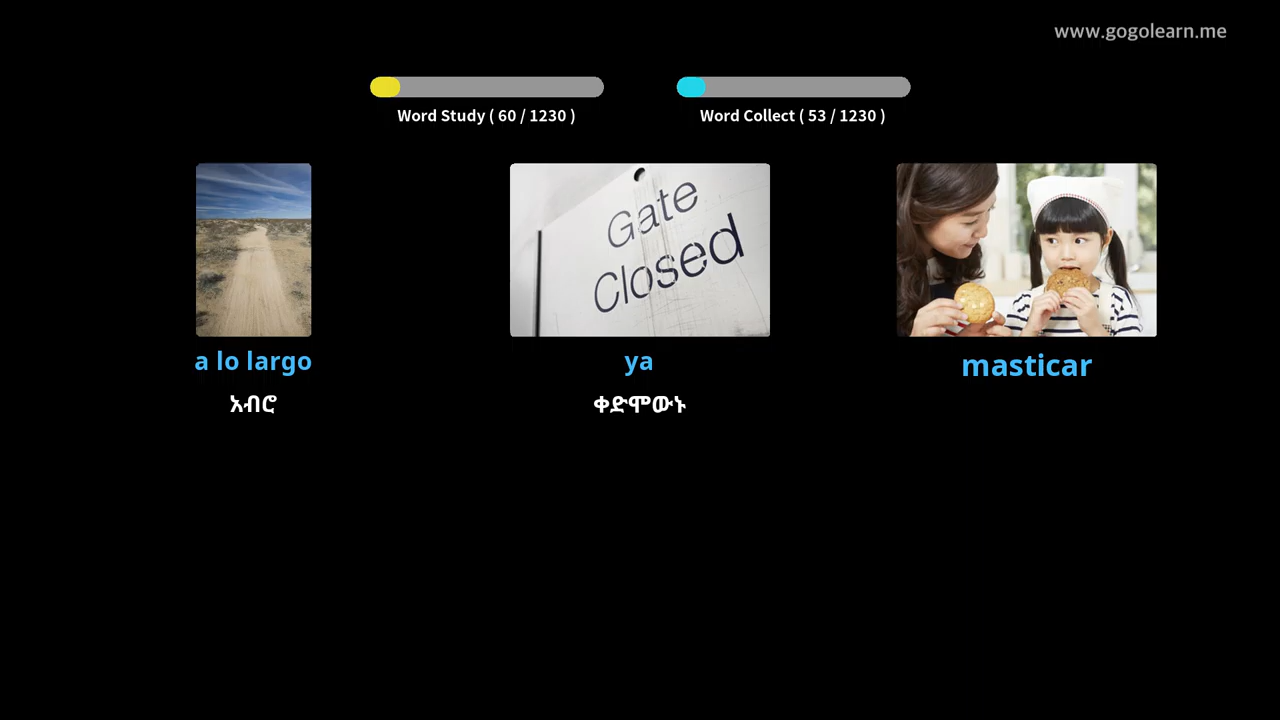 www.gogolearn.me
Word Study ( 60 / 1230 )
Word Collect ( 53 / 1230 )
Gate
Closed
a lo largo
ya
masticar
አብሮ
ቀድሞውኑ